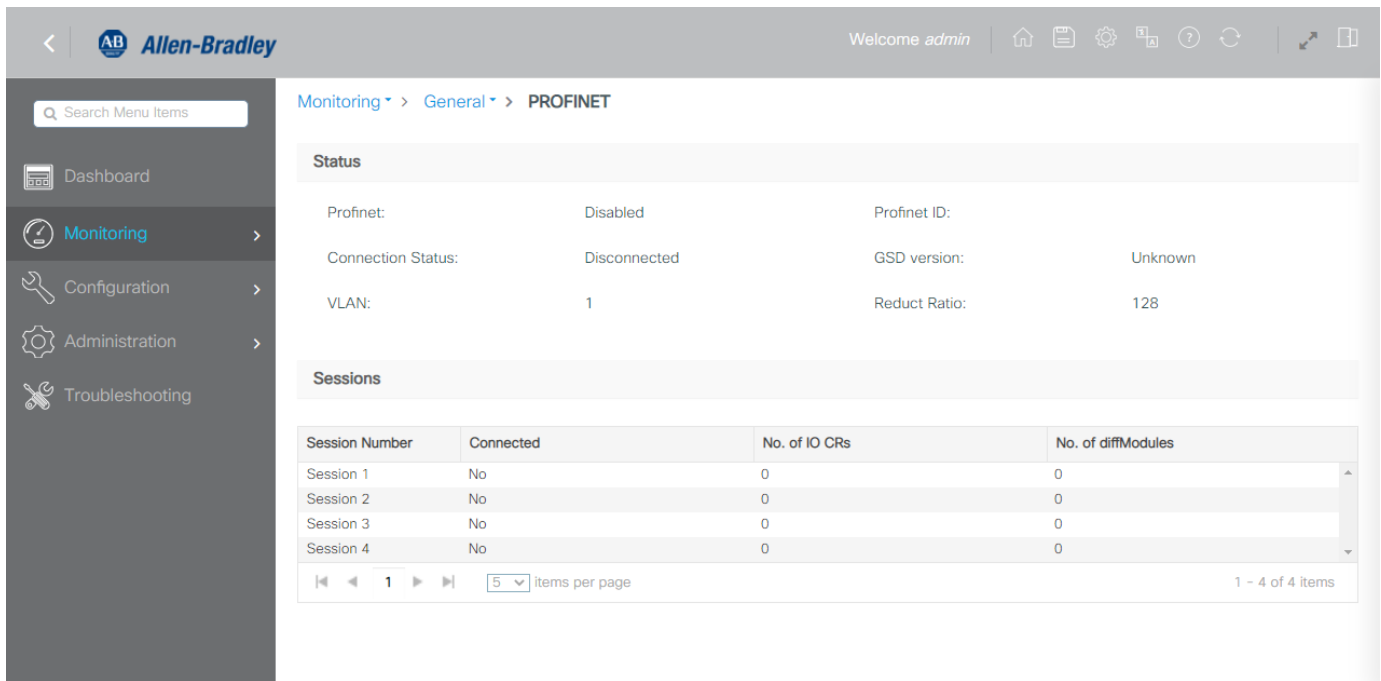 AB Allen-Bradley
Welcome admin
Search Menu Items
Dashboard
Monitoring
Configuration
Administration
Troubleshooting
Monitoring > General > PROFINET
Status
Profinet: Disabled Profinet ID:
Connection Status: Disconnected GSD version: Unknown
VLAN: 1 Reduct Ratio: 128
Sessions
Session Number Connected No. of IO CRs No. of diffModules
Session 1 No 0 0
Session 2 No 0 0
Session 3 No 0 0
Session 4 No 0 0
1 5 items per page 1 - 4 of 4 items